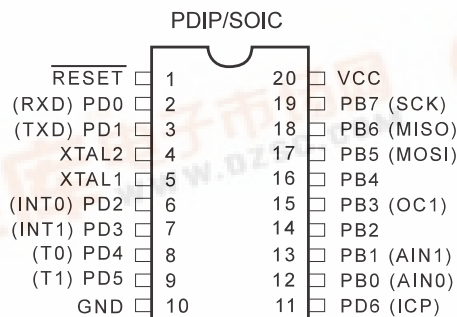 PDIP/SOIC
RESET 1 20 VCC
(RXD) PD0 2 19 PB7 (SCK)
(TXD) PD1 3 18 PB6 (MISO)
XTAL2 4 17 PB5 (MOSI)
XTAL1 5 16 PB4
(INT0) PD2 6 15 PB3 (OC1)
(INT1) PD3 7 14 PB2
(T0) PD4 8 13 PB1 (AIN1)
(T1) PD5 9 12 PB0 (AIN0)
GND 10 11 PD6 (ICP)